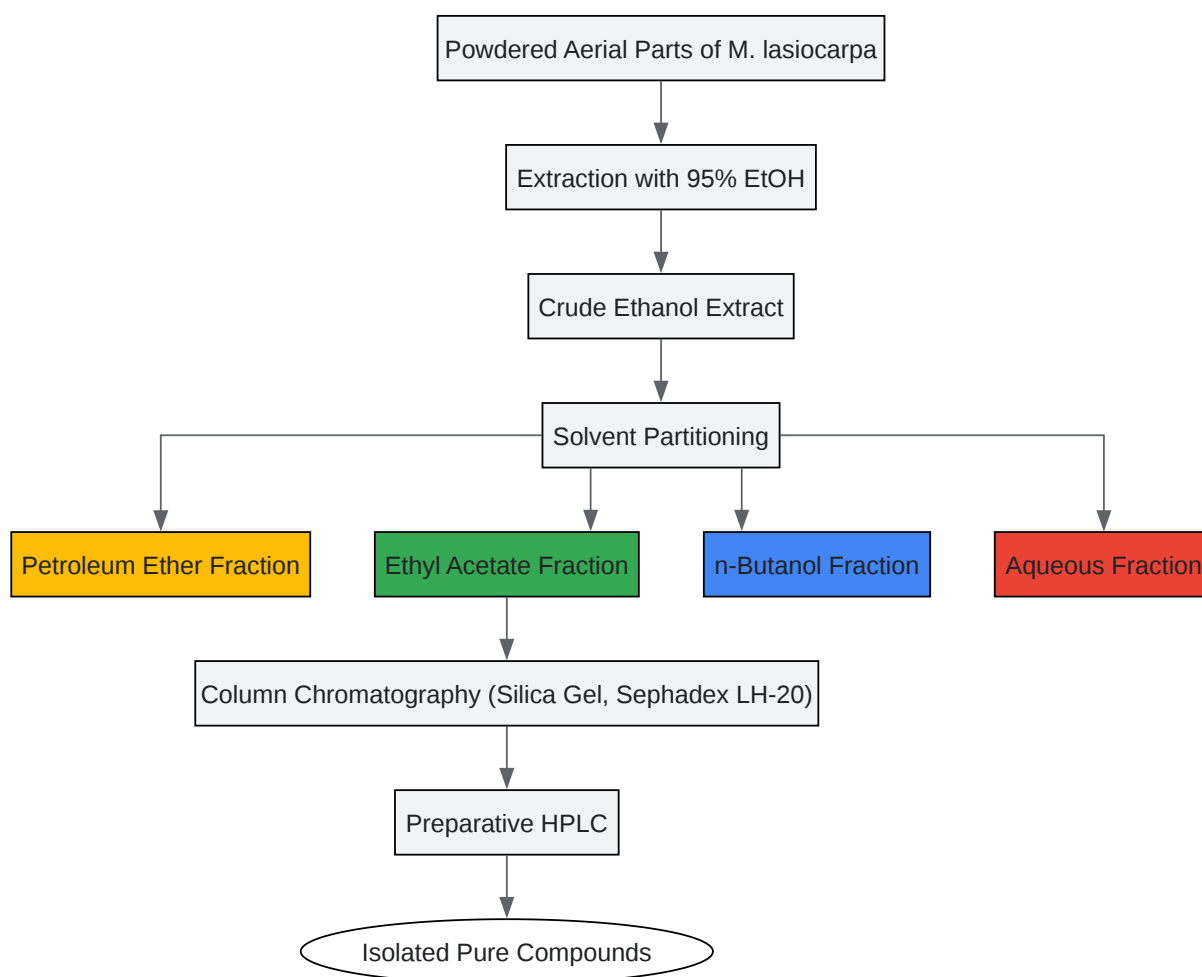 Powdered Aerial Parts of M. lasiocarpa
Extraction with 95% EtOH
Crude Ethanol Extract
Solvent Partitioning
Petroleum Ether Fraction
Ethyl Acetate Fraction
n-Butanol Fraction
Aqueous Fraction
Column Chromatography (Silica Gel, Sephadex LH-20)
Preparative HPLC
Isolated Pure Compounds